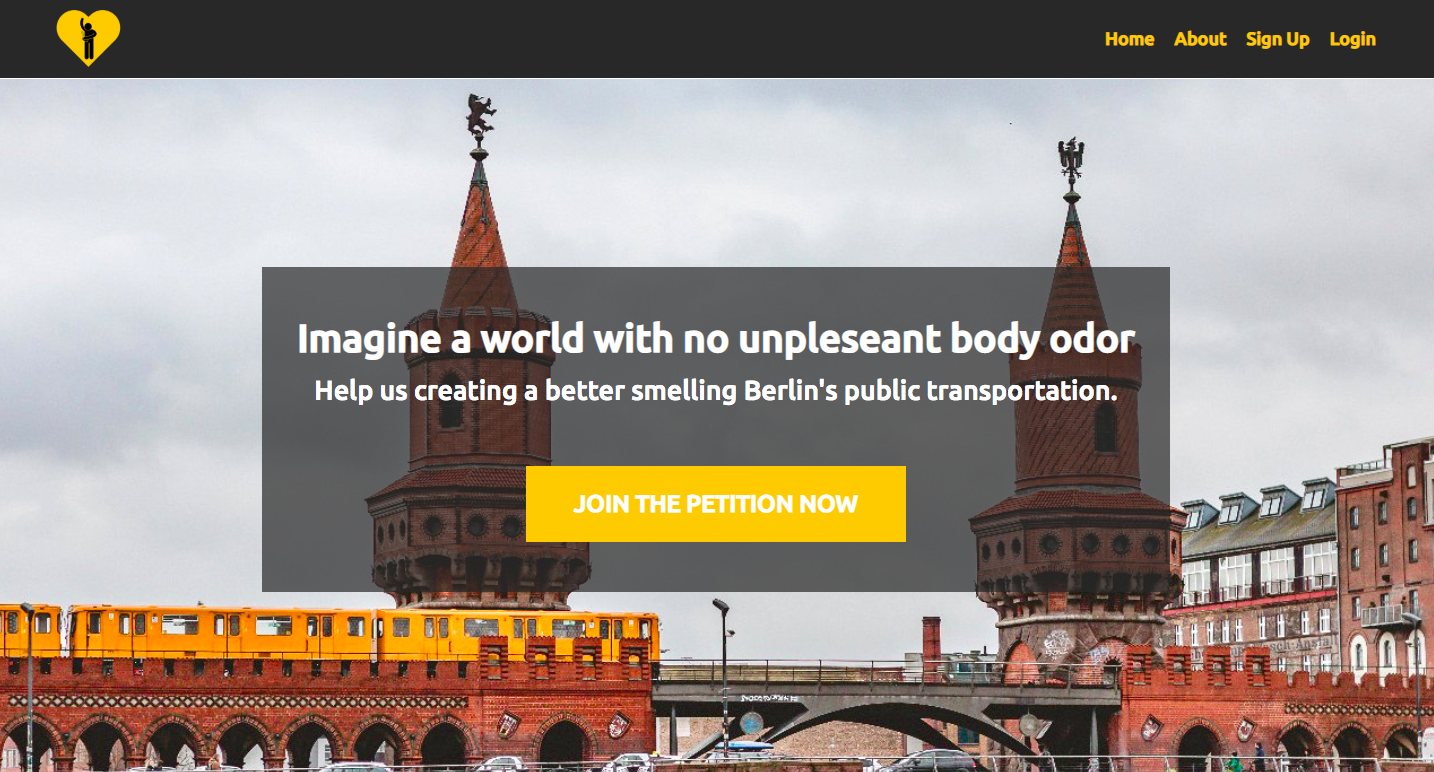 Home About Sign Up Login
Imagine a world with no unpleseant body odor
Help us creating a better smelling Berlin's public transportation.
JOIN THE PETITION NOW